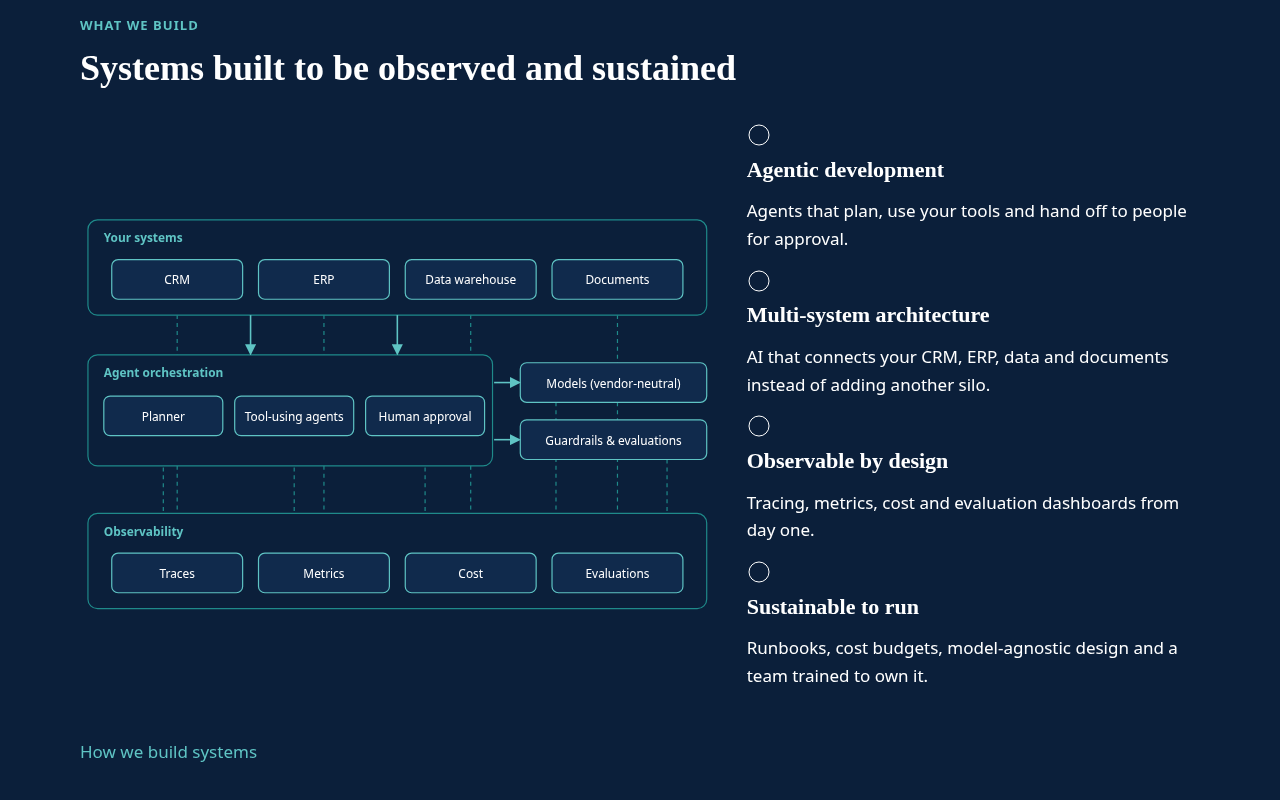 WHAT WE BUILD
Systems built to be observed and sustained
Your systems
CRM
ERP
Data warehouse
Documents
Agent orchestration
Planner
Tool-using agents
Human approval
Models (vendor-neutral)
Guardrails & evaluations
Observability
Traces
Metrics
Cost
Evaluations
Agentic development
Agents that plan, use your tools and hand off to people
for approval.
Multi-system architecture
AI that connects your CRM, ERP, data and documents
instead of adding another silo.
Observable by design
Tracing, metrics, cost and evaluation dashboards from
day one.
Sustainable to run
Runbooks, cost budgets, model-agnostic design and a
team trained to own it.
How we build systems